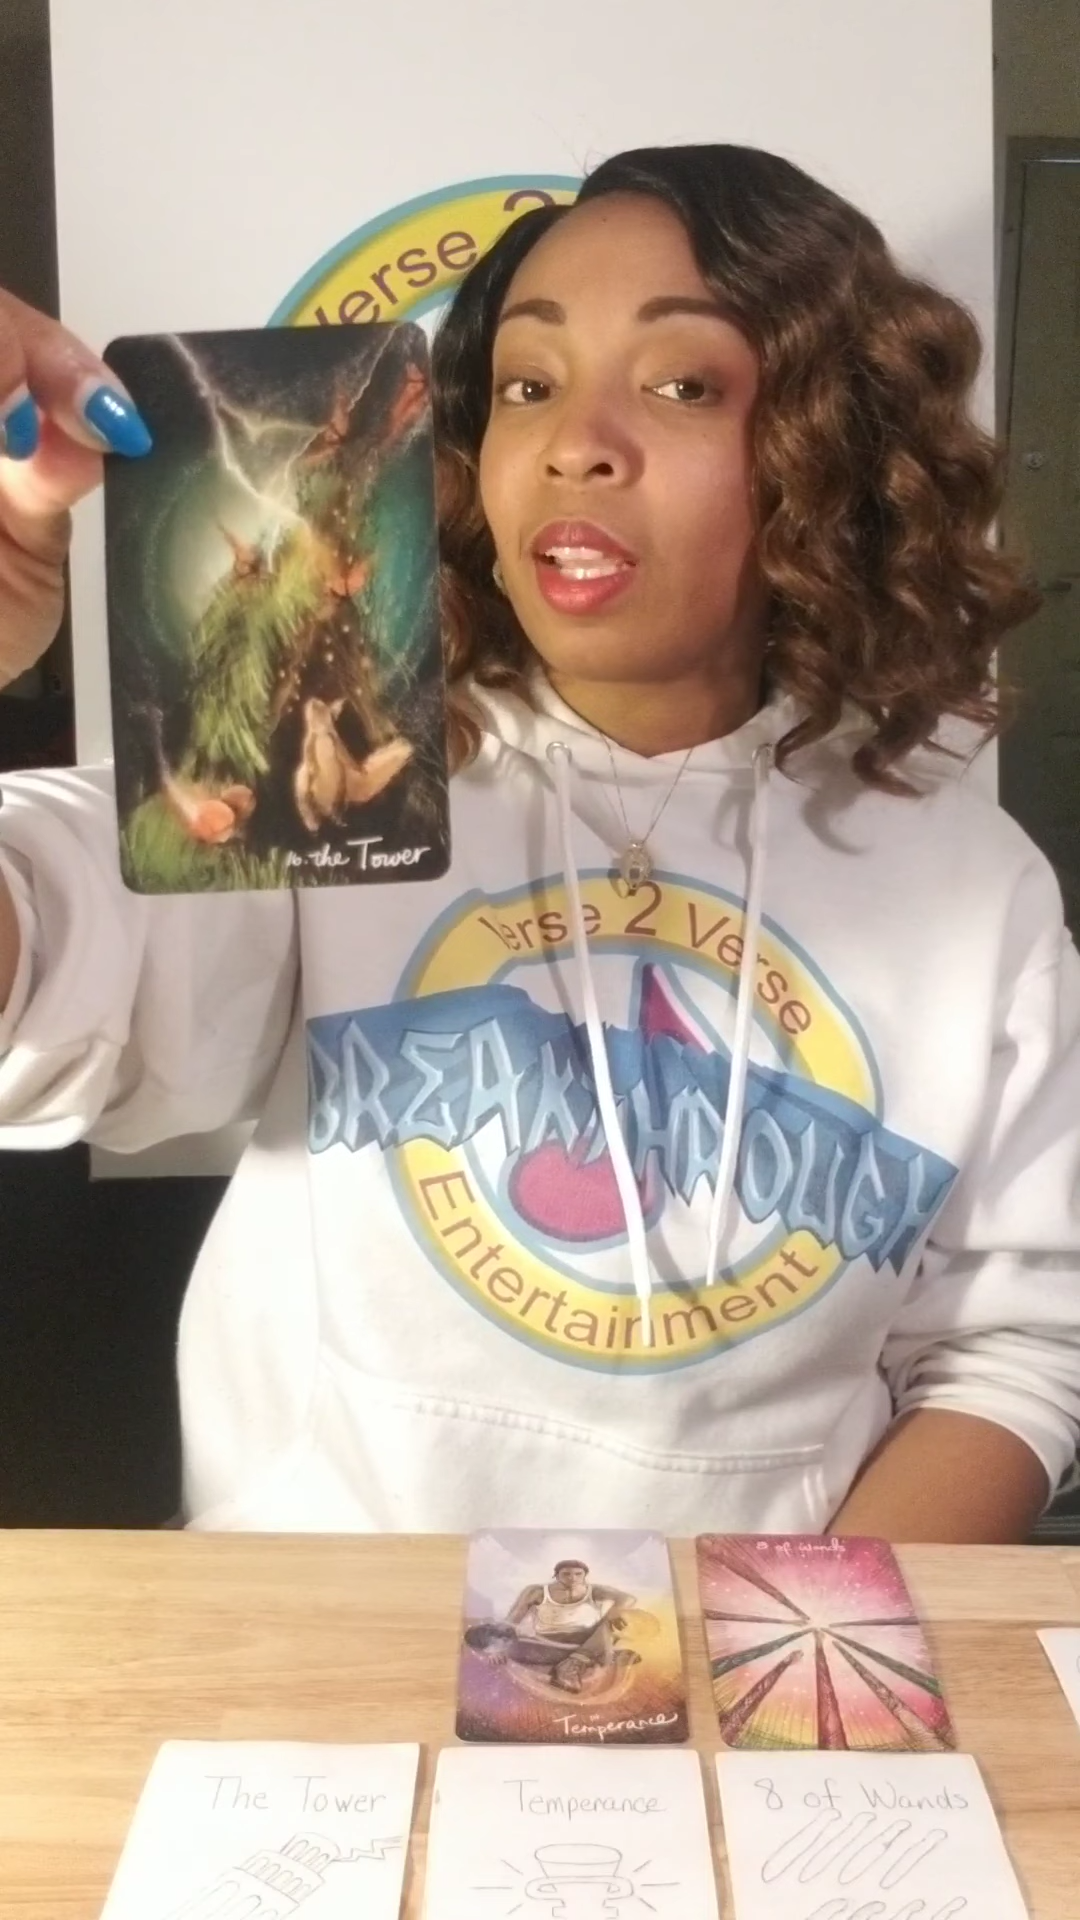 Verse 2
16. the Tower
Verse 2 Verse
BREAKTHROUGH
Entertainment
8 of Wands
Temperance
The Tower
Temperance
8 of Wands